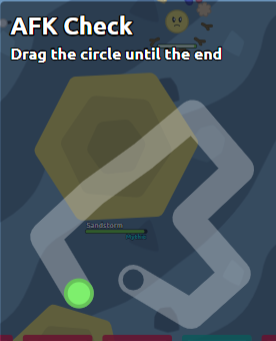 AFK Check
Drag the circle until the end
Sandstorm